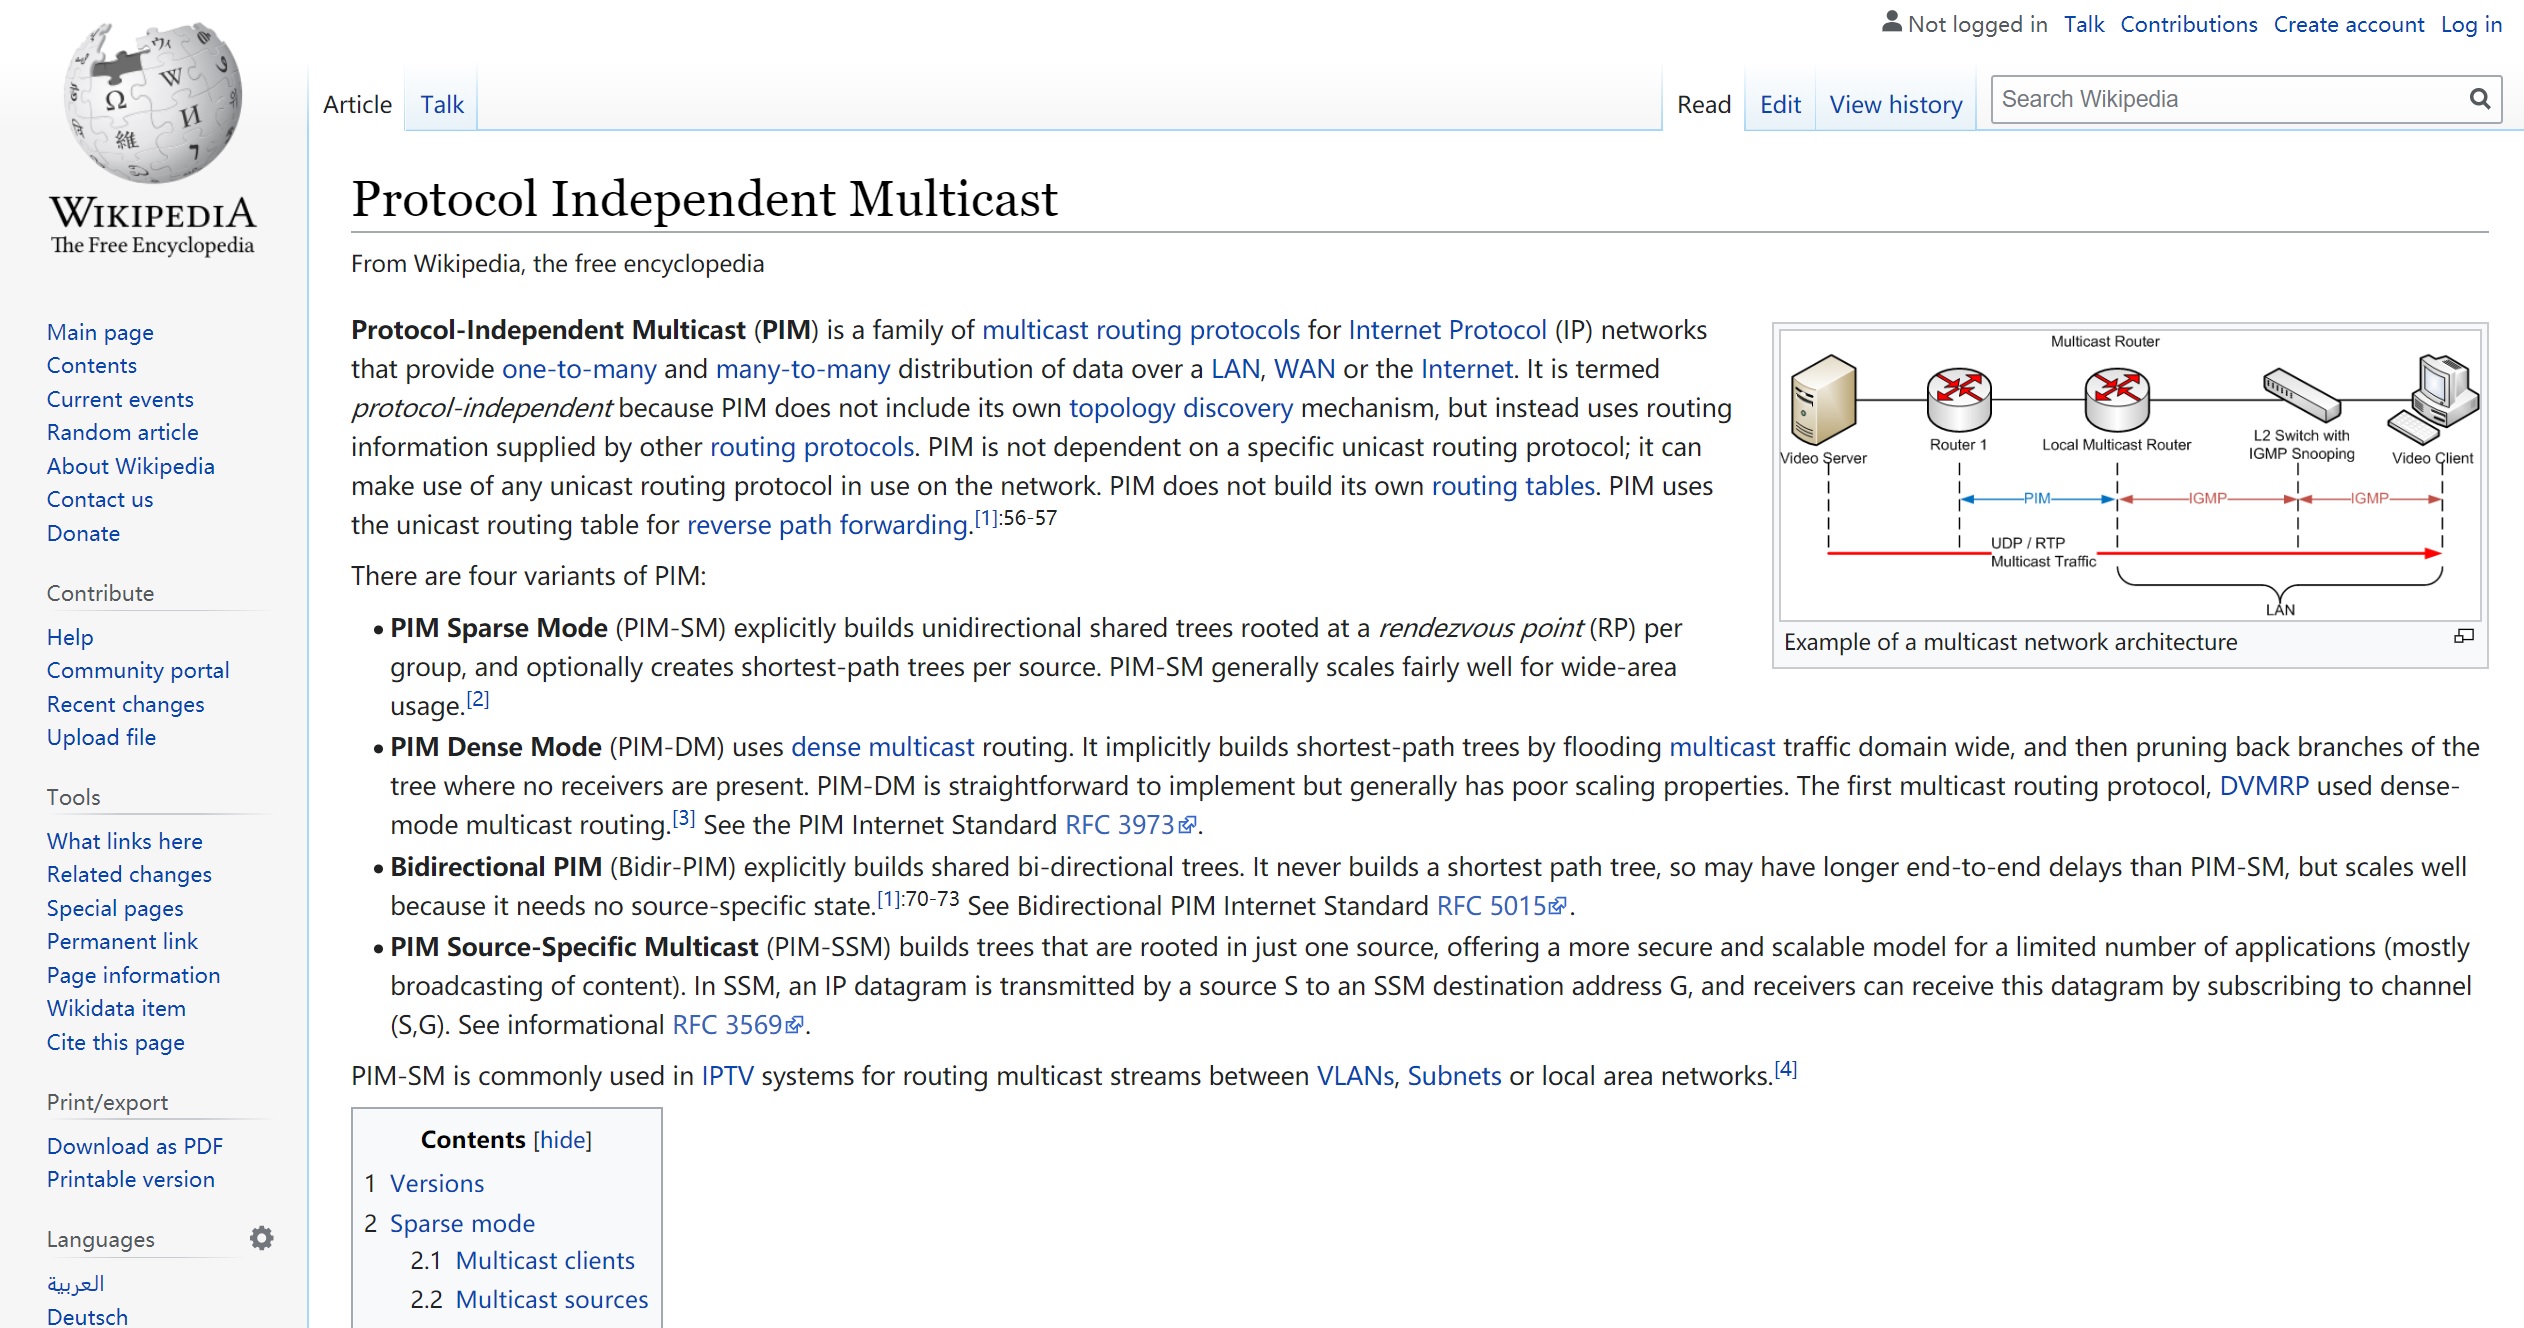 Not logged in Talk Contributions Create account Log in
Article Talk
Read Edit View history
Search Wikipedia
WIKIPEDIA
The Free Encyclopedia
Main page
Contents
Current events
Random article
About Wikipedia
Contact us
Donate
Contribute
Help
Community portal
Recent changes
Upload file
Tools
What links here
Related changes
Special pages
Permanent link
Page information
Wikidata item
Cite this page
Print/export
Download as PDF
Printable version
Languages
العربية
Deutsch
Protocol Independent Multicast
From Wikipedia, the free encyclopedia
Protocol-Independent Multicast (PIM) is a family of multicast routing protocols for Internet Protocol (IP) networks
that provide one-to-many and many-to-many distribution of data over a LAN, WAN or the Internet. It is termed
protocol-independent because PIM does not include its own topology discovery mechanism, but instead uses routing
information supplied by other routing protocols. PIM is not dependent on a specific unicast routing protocol; it can
make use of any unicast routing protocol in use on the network. PIM does not build its own routing tables. PIM uses
the unicast routing table for reverse path forwarding.[1]:56-57
Multicast Router
Router 1
Local Multicast Router
L2 Switch with
IGMP Snooping
Video Server
Video Client
PIM IGMP IGMP
UDP / RTP
Multicast Traffic
LAN
Example of a multicast network architecture
There are four variants of PIM:
• PIM Sparse Mode (PIM-SM) explicitly builds unidirectional shared trees rooted at a rendezvous point (RP) per
group, and optionally creates shortest-path trees per source. PIM-SM generally scales fairly well for wide-area
usage.[2]
• PIM Dense Mode (PIM-DM) uses dense multicast routing. It implicitly builds shortest-path trees by flooding multicast traffic domain wide, and then pruning back branches of the
tree where no receivers are present. PIM-DM is straightforward to implement but generally has poor scaling properties. The first multicast routing protocol, DVMRP used dense-
mode multicast routing.[3] See the PIM Internet Standard RFC 3973.
• Bidirectional PIM (Bidir-PIM) explicitly builds shared bi-directional trees. It never builds a shortest path tree, so may have longer end-to-end delays than PIM-SM, but scales well
because it needs no source-specific state.[1]:70-73 See Bidirectional PIM Internet Standard RFC 5015.
• PIM Source-Specific Multicast (PIM-SSM) builds trees that are rooted in just one source, offering a more secure and scalable model for a limited number of applications (mostly
broadcasting of content). In SSM, an IP datagram is transmitted by a source S to an SSM destination address G, and receivers can receive this datagram by subscribing to channel
(S,G). See informational RFC 3569.
PIM-SM is commonly used in IPTV systems for routing multicast streams between VLANs, Subnets or local area networks.[4]
Contents [hide]
1 Versions
2 Sparse mode
2.1 Multicast clients
2.2 Multicast sources